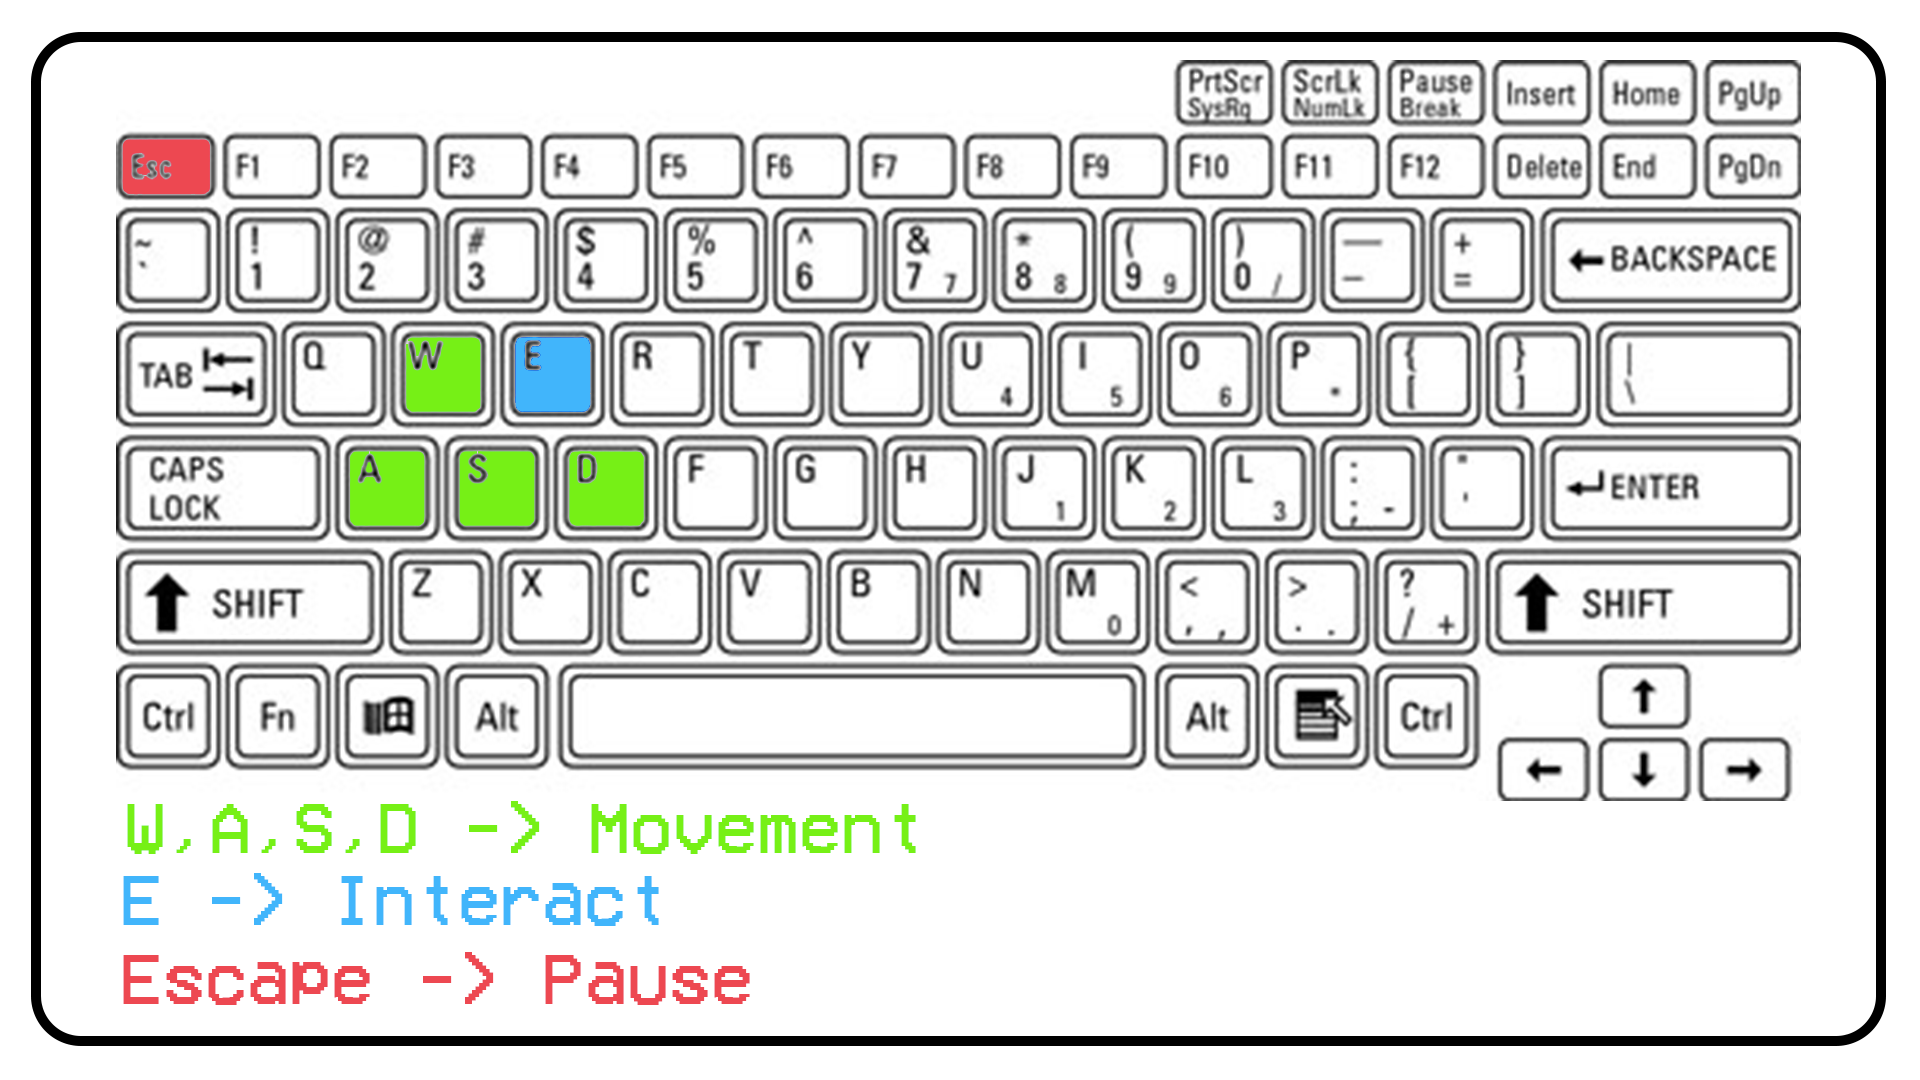 PrtScr ScrLk Pause Insert Home PgUp
SysRq NumLk Break
Esc F1 F2 F3 F4 F5 F6 F7 F8 F9 F10 F11 F12 Delete End PgDn
~ ! @ # $ % ^ & * ( ) — + ← BACKSPACE
` 1 2 3 4 5 6 7 7 8 8 9 9 0 / – =
TAB Q W E R T Y U 4 I 5 O 6 P * { [ } ] | \
CAPS LOCK A S D F G H J 1 K 2 L 3 : ; - " ' ENTER
SHIFT Z X C V B N M 0 < , , > . . ? / + SHIFT
Ctrl Fn Alt Alt Ctrl ↑
← ↓ →
W,A,S,D -> Movement
E -> Interact
Escape -> Pause